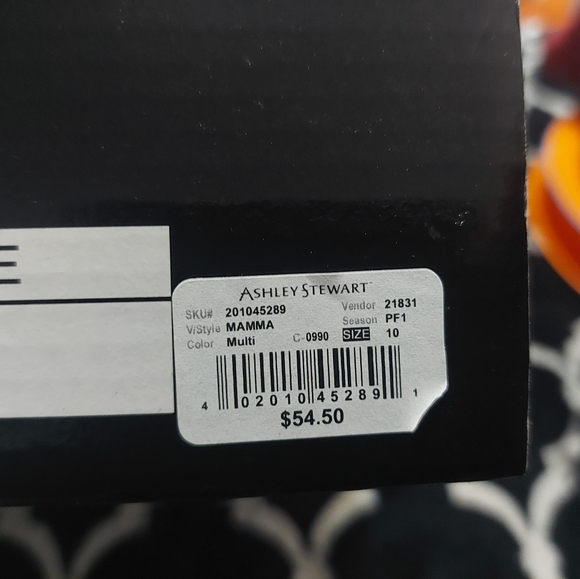 E
ASHLEY STEWART™
SKU# 201045289 Vendor 21831
V/Style MAMMA Season PF1
Color Multi C-0990 SIZE 10
4 02010 45289 1
$54.50